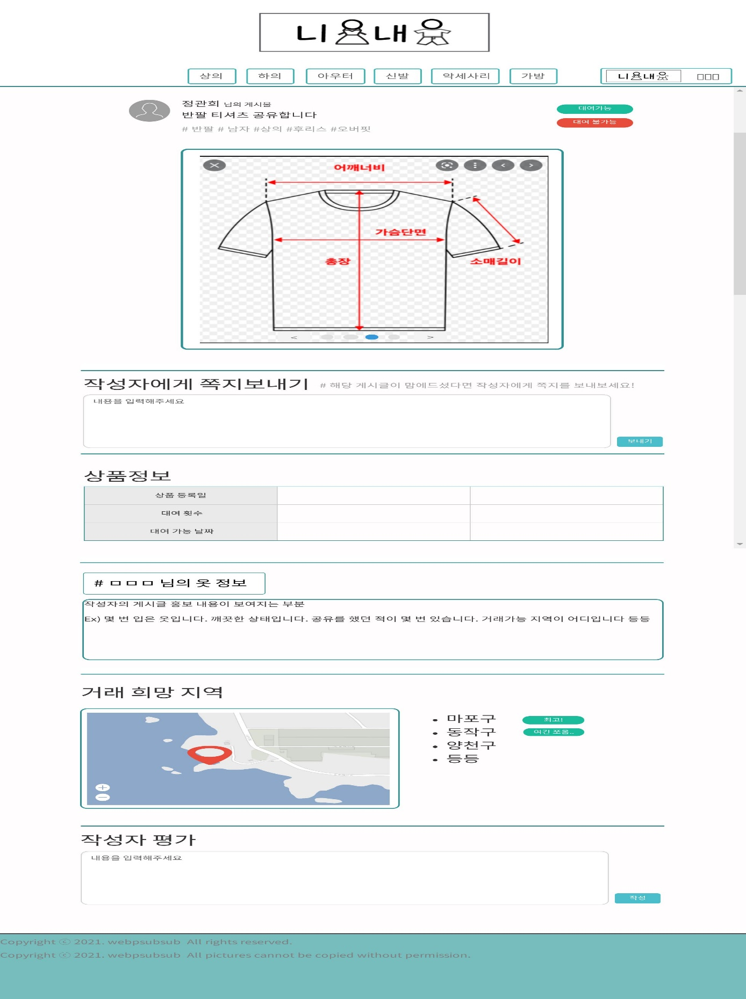 니 내
상의 하의 아우터 신발 악세사리 가방 니 내 □□□
정관희 님의 게시물
반팔 티셔츠 공유합니다
# 반팔 # 남자 #상의 #후리스 #오버핏
대여가능
대여 불가능
어깨너비
가슴단면
총장
소매길이
< >
작성자에게 쪽지보내기 # 해당 게시글이 맘에드셨다면 작성자에게 쪽지를 보내보세요!
내용을 입력해주세요
보내기
상품정보
상품 등록일
대여 횟수
대여 가능 날짜
# ㅁㅁㅁ 님의 옷 정보
작성자의 게시글 홍보 내용이 보여지는 부분
Ex) 몇 번 입은 옷입니다. 깨끗한 상태입니다. 공유를 했던 적이 몇 번 있습니다. 거래가능 지역이 어디입니다 등등
거래 희망 지역
• 마포구 최고!
• 동작구 여긴 쪼옴..
• 양천구
• 등등
작성자 평가
내용을 입력해주세요
작성
Copyright ⓒ 2021. webpsubsub All rights reserved.
Copyright ⓒ 2021. webpsubsub All pictures cannot be copied without permission.